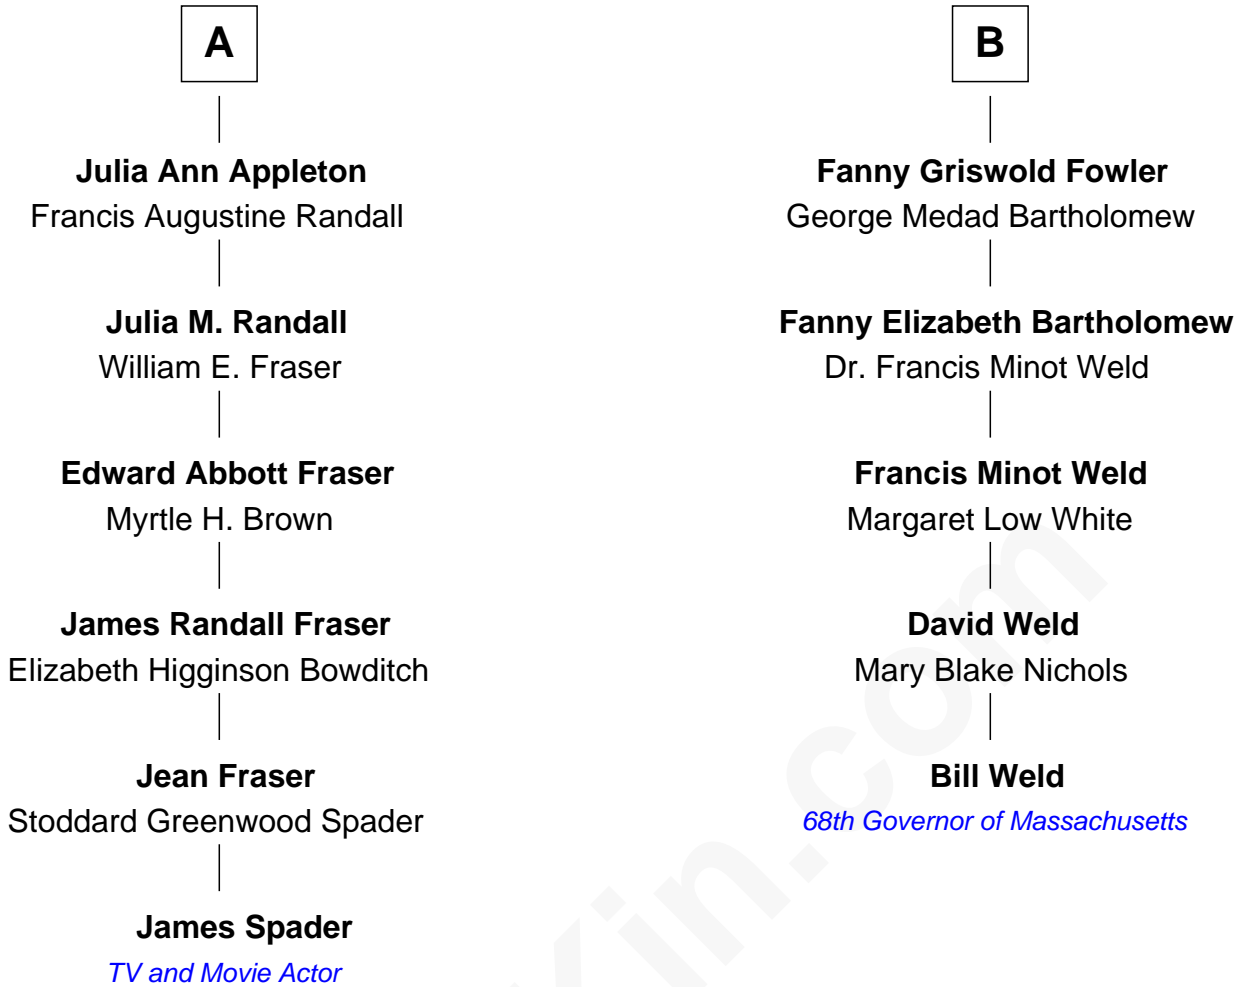 A
B
Julia Ann Appleton
Francis Augustine Randall
Fanny Griswold Fowler
George Medad Bartholomew
Julia M. Randall
William E. Fraser
Fanny Elizabeth Bartholomew
Dr. Francis Minot Weld
Edward Abbott Fraser
Myrtle H. Brown
Francis Minot Weld
Margaret Low White
James Randall Fraser
Elizabeth Higginson Bowditch
David Weld
Mary Blake Nichols
Jean Fraser
Stoddard Greenwood Spader
Bill Weld
68th Governor of Massachusetts
James Spader
TV and Movie Actor
Kin.com